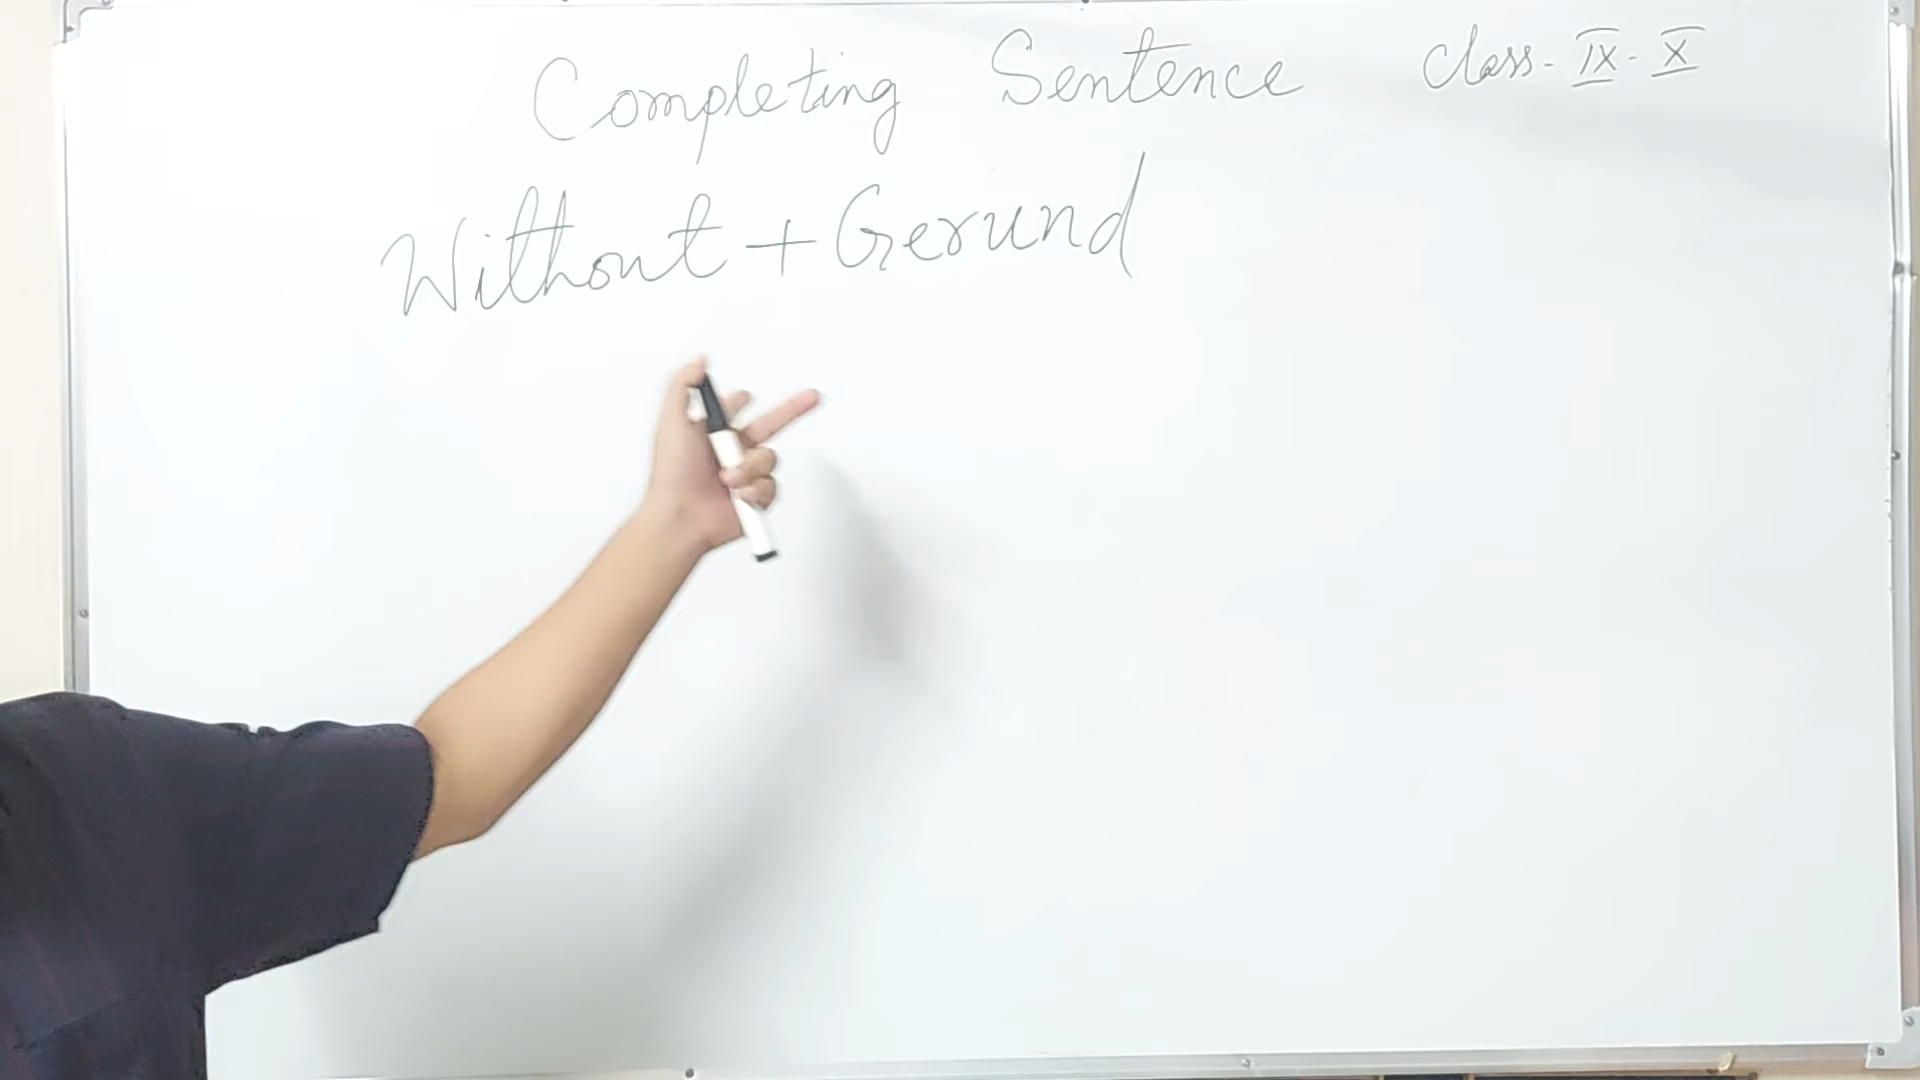 Completing Sentence Class - IX - X
Without + Gerund